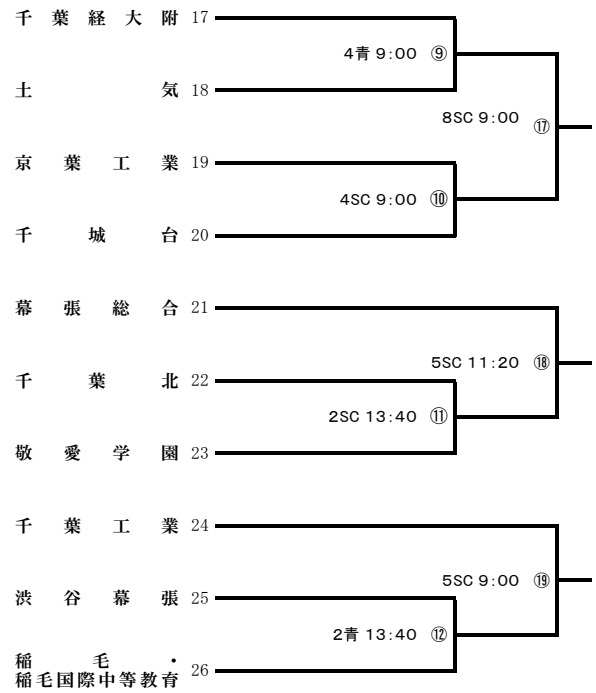 千葉経大附 17
4青 9:00 ⑨
土気 18
8SC 9:00 ⑰
京葉工業 19
4SC 9:00 ⑩
千城台 20
幕張総合 21
5SC 11:20 ⑱
千葉北 22
2SC 13:40 ⑪
敬愛学園 23
千葉工業 24
5SC 9:00 ⑲
渋谷幕張 25
2青 13:40 ⑫
稲毛・
稲毛国際中等教育 26